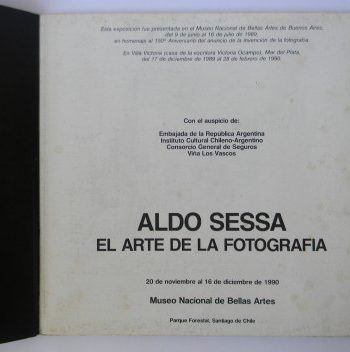 Esta exposición fue presentada en el Museo Nacional de Bellas Artes de Buenos Aires,
del 9 de junio al 16 de julio de 1989,
en homenaje al 150º Aniversario del anuncio de la invención de la fotografía.
En Villa Victoria (casa de la escritora Victoria Ocampo), Mar del Plata,
del 17 de diciembre de 1989 al 28 de febrero de 1990.
Con el auspicio de:
Embajada de la República Argentina
Instituto Cultural Chileno-Argentino
Consorcio General de Seguros
Viña Los Vascos
ALDO SESSA
EL ARTE DE LA FOTOGRAFIA
20 de noviembre al 16 de diciembre de 1990
Museo Nacional de Bellas Artes
Parque Forestal, Santiago de Chile